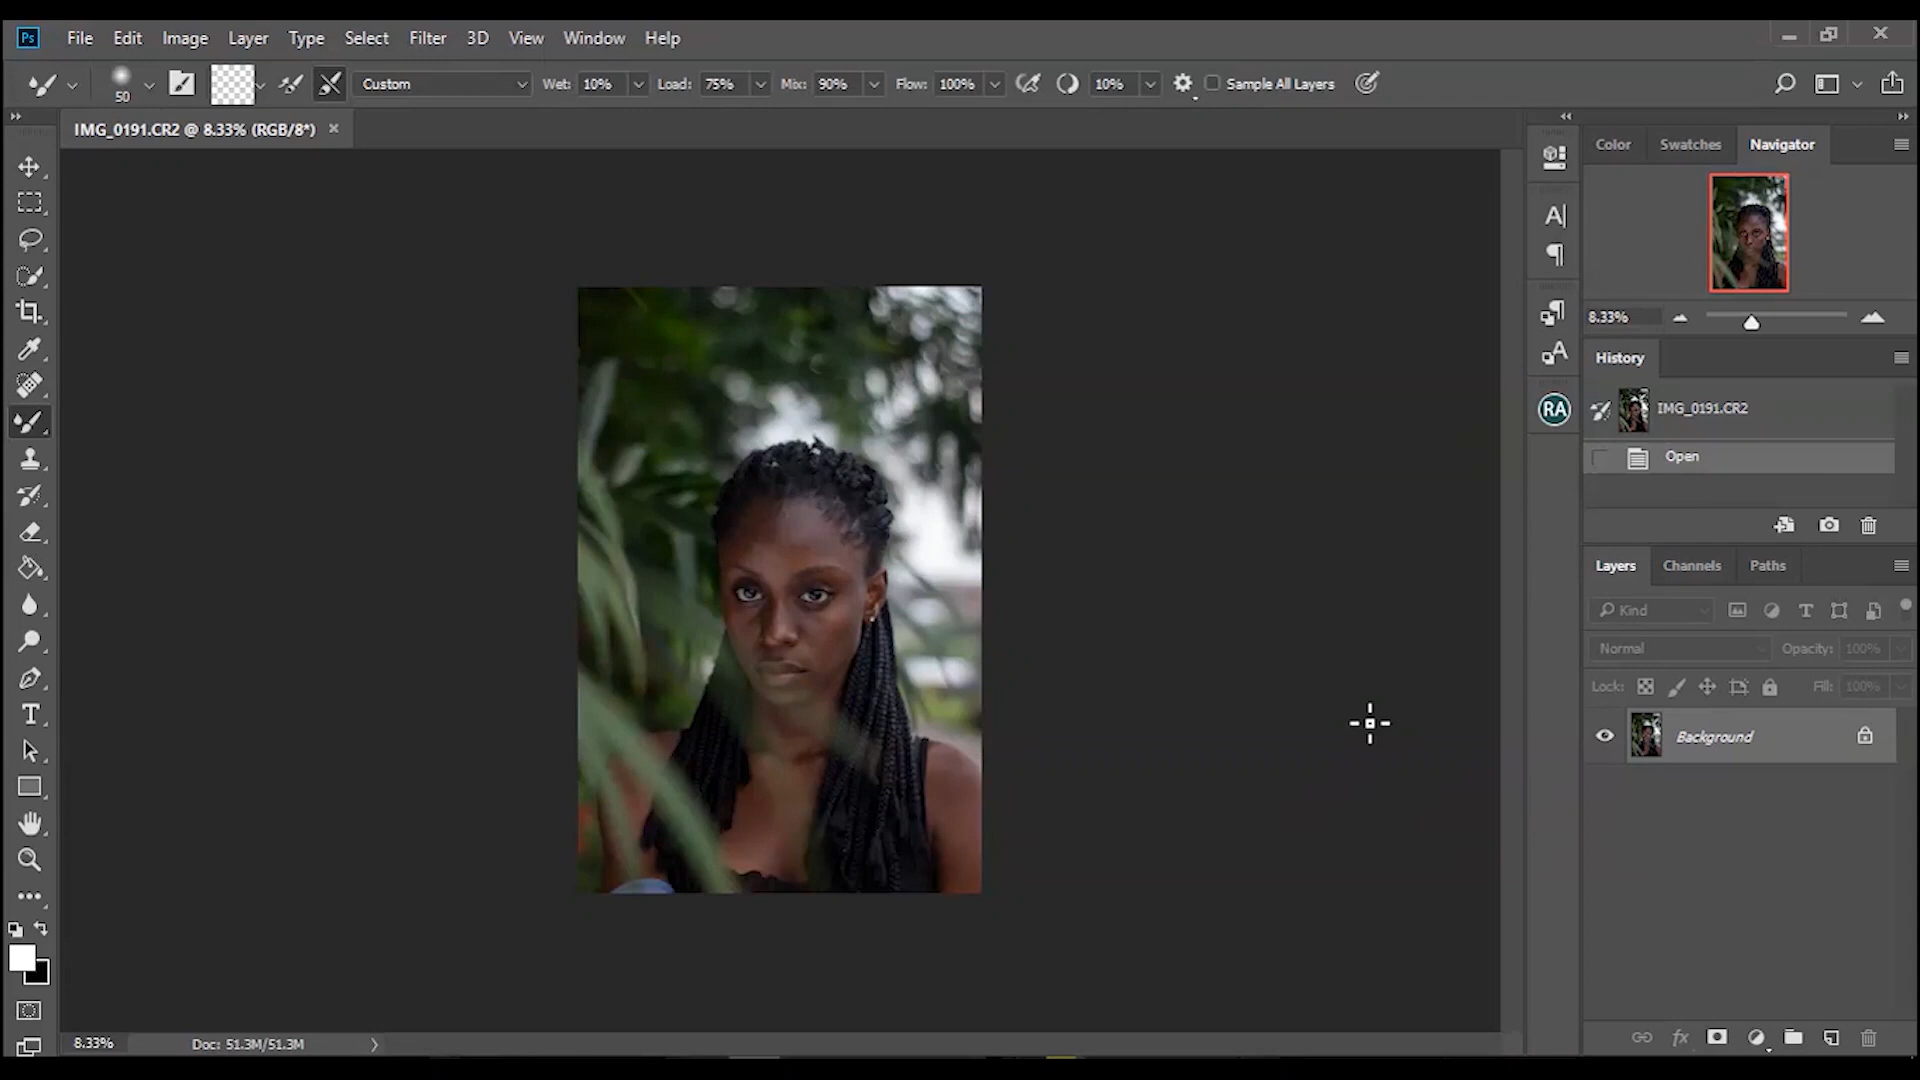 Ps File Edit Image Layer Type Select Filter 3D View Window Help
50 Custom Wet: 10% Load: 75% Mix: 90% Flow: 100% 10% Sample All Layers
IMG_0191.CR2 @ 8.33% (RGB/8*)
Color Swatches Navigator
8.33%
History
IMG_0191.CR2
Open
RA
Layers Channels Paths
Kind
Normal Opacity: 100%
Lock: Fill: 100%
Background
fx
8.33% Doc: 51.3M/51.3M